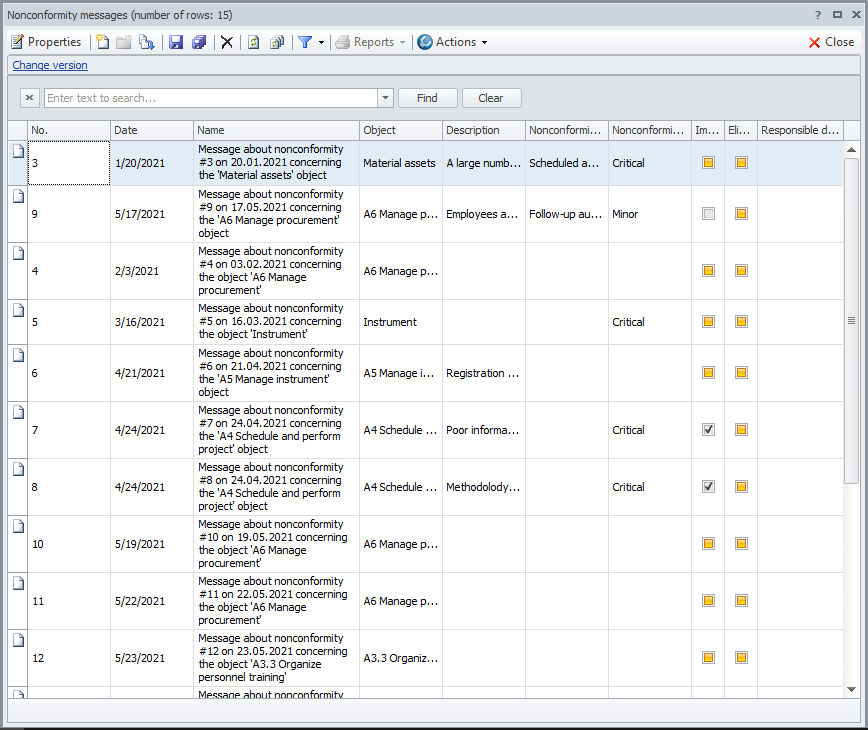 Nonconformity messages (number of rows: 15)
Properties Reports Actions Close
Change version
Enter text to search... Find Clear
No. Date Name Object Description Nonconformi... Nonconformi... Im... Eli... Responsible d...
Message about nonconformity
3 1/20/2021 #3 on 20.01.2021 concerning Material assets A large numb... Scheduled a... Critical
the 'Material assets' object
Message about nonconformity
#9 on 17.05.2021 concerning
9 5/17/2021 the 'A6 Manage procurement' A6 Manage p... Employees a... Follow-up au... Minor
object
Message about nonconformity
#4 on 03.02.2021 concerning
4 2/3/2021 the object 'A6 Manage A6 Manage p...
procurement'
Message about nonconformity
5 3/16/2021 #5 on 16.03.2021 concerning Instrument Critical
the object 'Instrument'
Message about nonconformity
#6 on 21.04.2021 concerning
6 4/21/2021 the 'A5 Manage instrument' A5 Manage i... Registration ...
object
Message about nonconformity
#7 on 24.04.2021 concerning
7 4/24/2021 the 'A4 Schedule and perform A4 Schedule ... Poor informa... Critical
project' object
Message about nonconformity
#8 on 24.04.2021 concerning
8 4/24/2021 the 'A4 Schedule and perform A4 Schedule ... Methodolody... Critical
project' object
Message about nonconformity
#10 on 19.05.2021 concerning
10 5/19/2021 the object 'A6 Manage A6 Manage p...
procurement'
Message about nonconformity
#11 on 22.05.2021 concerning
11 5/22/2021 the object 'A6 Manage A6 Manage p...
procurement'
Message about nonconformity
#12 on 23.05.2021 concerning
12 5/23/2021 the object 'A3.3 Organize A3.3 Organiz...
personnel training'
Message about nonconformity